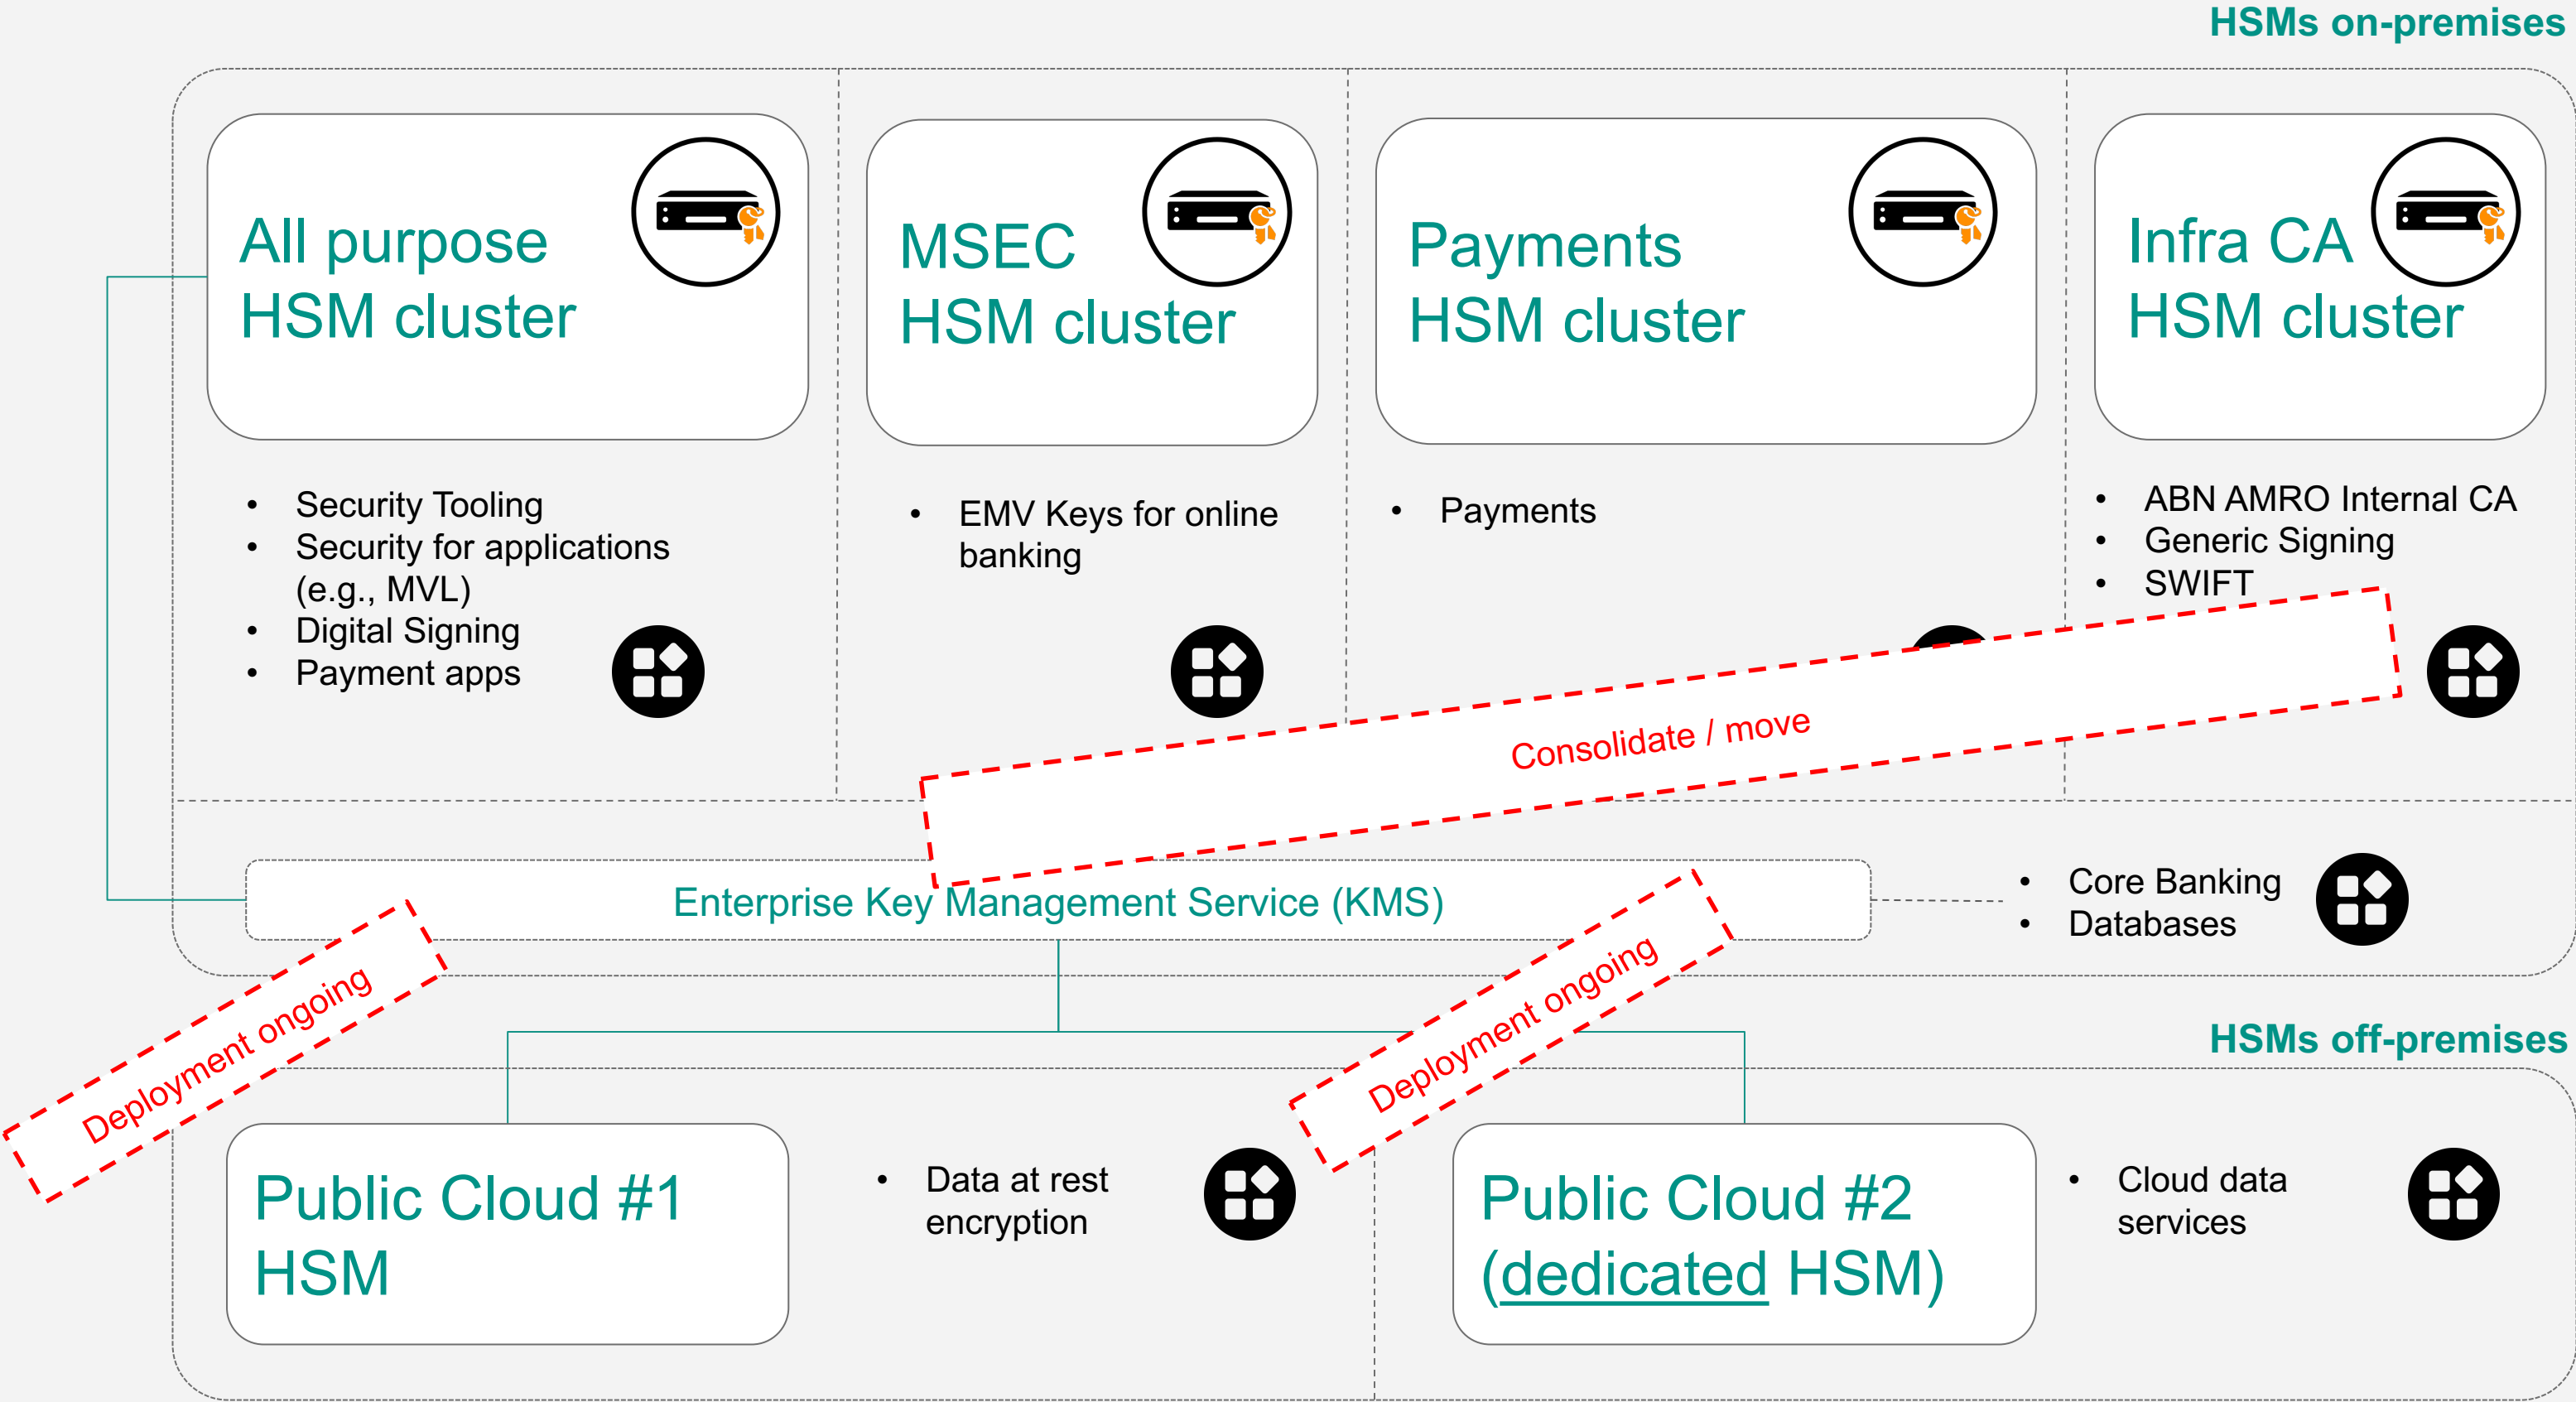 HSMs on-premises
All purpose
HSM cluster
MSEC
HSM cluster
Payments
HSM cluster
Infra CA
HSM cluster
• Security Tooling
• Security for applications
(e.g., MVL)
• Digital Signing
• Payment apps
• EMV Keys for online
banking
• Payments
• ABN AMRO Internal CA
• Generic Signing
• SWIFT
Consolidate / move
Enterprise Key Management Service (KMS)
• Core Banking
• Databases
Deployment ongoing
Deployment ongoing
HSMs off-premises
Public Cloud #1
HSM
• Data at rest
encryption
Public Cloud #2
(dedicated HSM)
• Cloud data
services